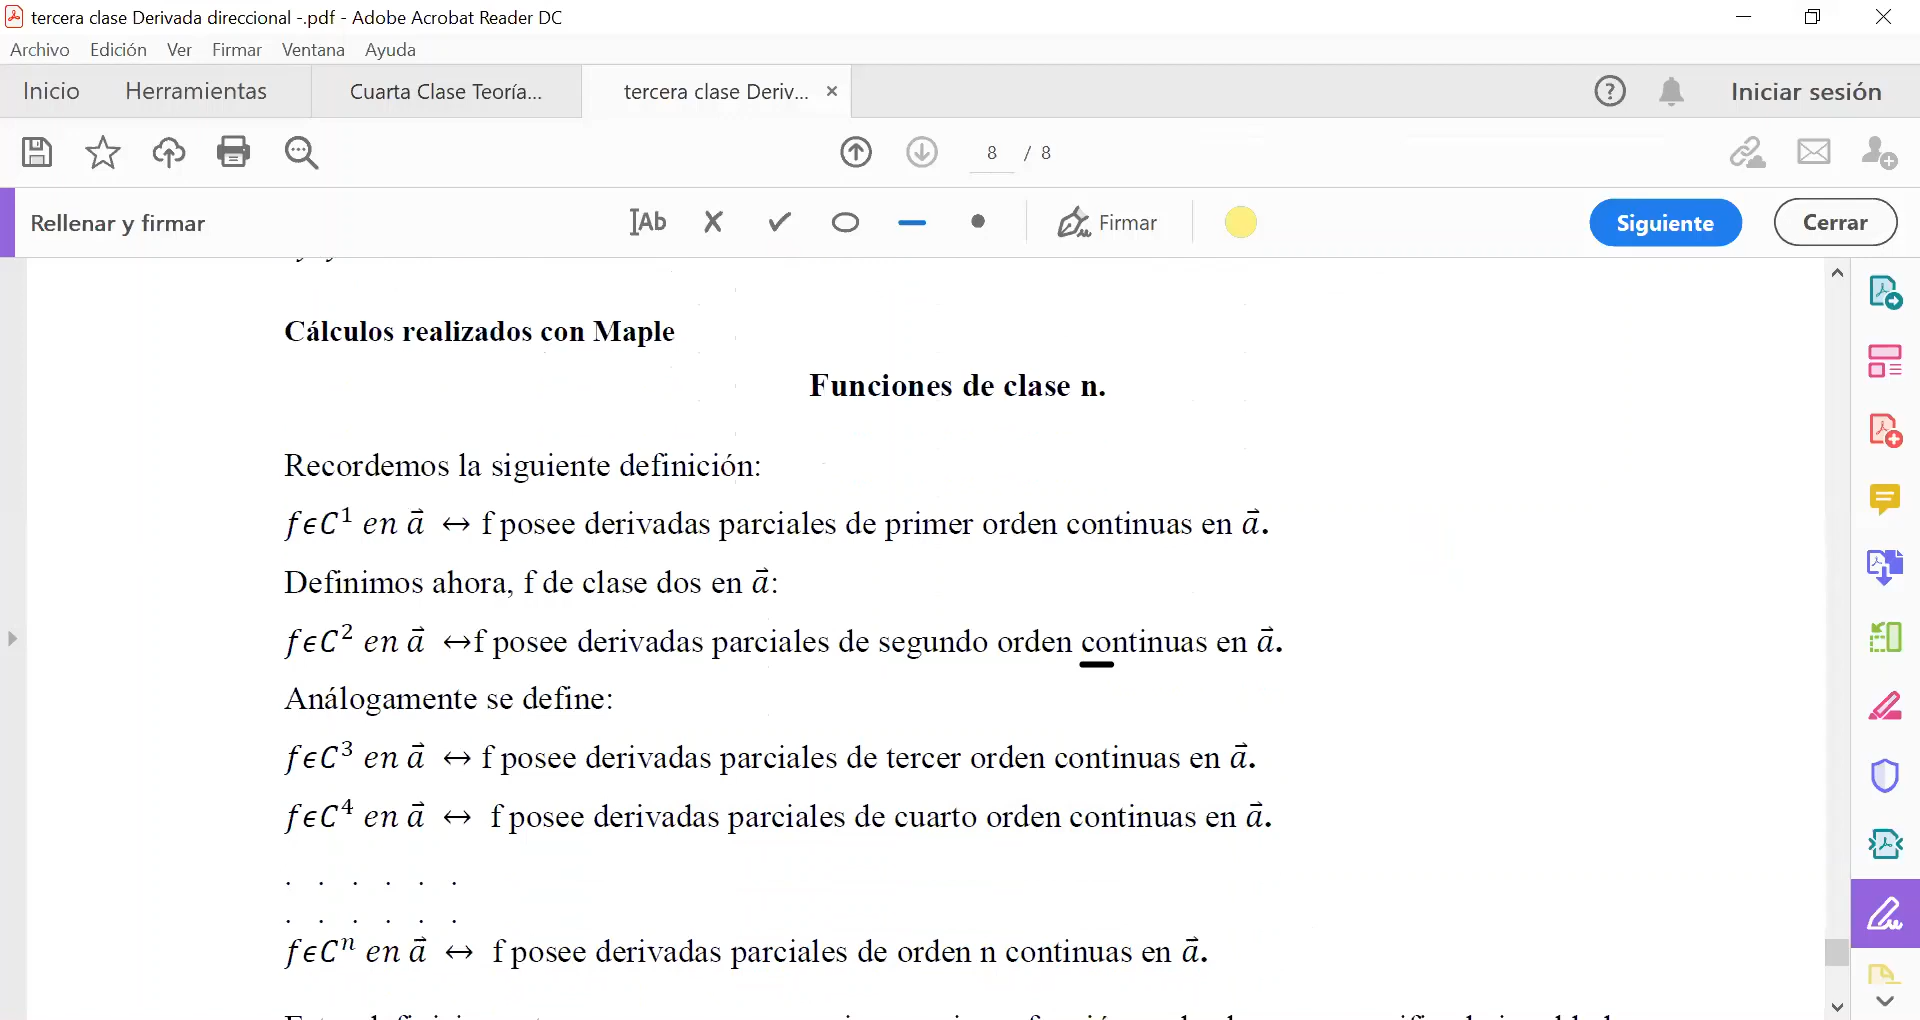 tercera clase Derivada direccional -.pdf - Adobe Acrobat Reader DC
Archivo Edición Ver Firmar Ventana Ayuda
Inicio Herramientas Cuarta Clase Teoría... tercera clase Deriv... × Iniciar sesión
8 / 8
Rellenar y firmar Ab Firmar Siguiente Cerrar
Cálculos realizados con Maple
Funciones de clase n.
Recordemos la siguiente definición:
fϵC¹ en a⃗ ↔ f posee derivadas parciales de primer orden continuas en a⃗.
Definimos ahora, f de clase dos en a⃗:
fϵC² en a⃗ ↔f posee derivadas parciales de segundo orden continuas en a⃗.
Análogamente se define:
fϵC³ en a⃗ ↔ f posee derivadas parciales de tercer orden continuas en a⃗.
fϵC⁴ en a⃗ ↔ f posee derivadas parciales de cuarto orden continuas en a⃗.
. . . . . .
. . . . . .
fϵCⁿ en a⃗ ↔ f posee derivadas parciales de orden n continuas en a⃗.